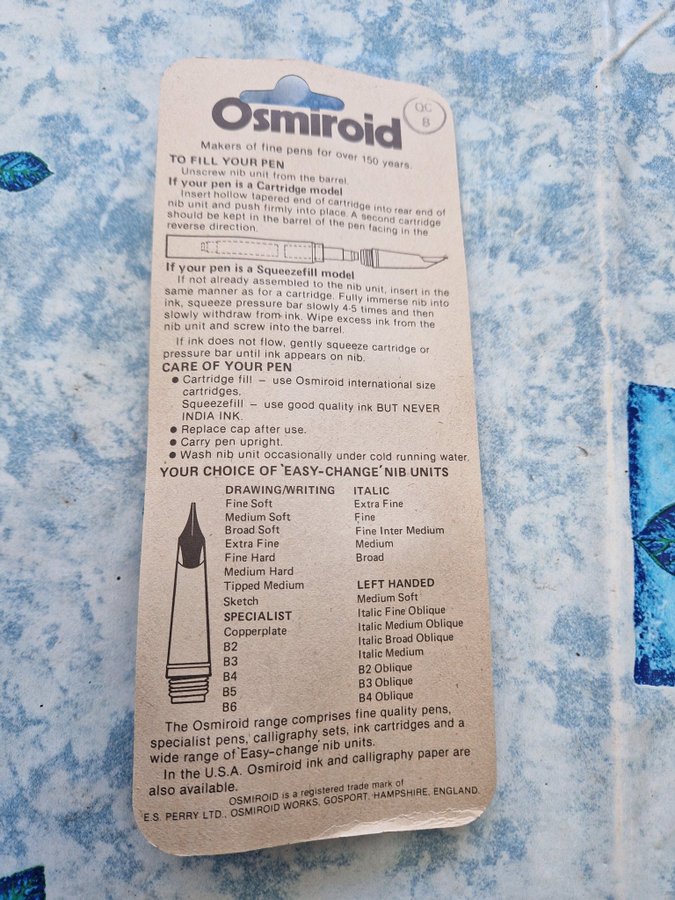 Osmiroid
QC
8
Makers of fine pens for over 150 years.
TO FILL YOUR PEN
Unscrew nib unit from the barrel.
If your pen is a Cartridge model
Insert hollow tapered end of cartridge into rear end of
nib unit and push firmly into place. A second cartridge
should be kept in the barrel of the pen facing in the
reverse direction.
If your pen is a Squeezefill model
If not already assembled to the nib unit, insert in the
same manner as for a cartridge. Fully immerse nib into
ink, squeeze pressure bar slowly 4-5 times and then
slowly withdraw from ink. Wipe excess ink from the
nib unit and screw into the barrel.
If ink does not flow, gently squeeze cartridge or
pressure bar until ink appears on nib.
CARE OF YOUR PEN
● Cartridge fill – use Osmiroid international size
cartridges.
Squeezefill – use good quality ink BUT NEVER
INDIA INK.
● Replace cap after use.
● Carry pen upright.
● Wash nib unit occasionally under cold running water.
YOUR CHOICE OF 'EASY-CHANGE' NIB UNITS
DRAWING/WRITING
Fine Soft
Medium Soft
Broad Soft
Extra Fine
Fine Hard
Medium Hard
Tipped Medium
Sketch
SPECIALIST
Copperplate
B2
B3
B4
B5
B6
ITALIC
Extra Fine
Fine
Fine Inter Medium
Medium
Broad
LEFT HANDED
Medium Soft
Italic Fine Oblique
Italic Medium Oblique
Italic Broad Oblique
Italic Medium
B2 Oblique
B3 Oblique
B4 Oblique
The Osmiroid range comprises fine quality pens,
specialist pens, calligraphy sets, ink cartridges and a
wide range of 'Easy-change' nib units.
In the U.S.A. Osmiroid ink and calligraphy paper are
also available.
OSMIROID is a registered trade mark of
E.S. PERRY LTD., OSMIROID WORKS, GOSPORT, HAMPSHIRE, ENGLAND.